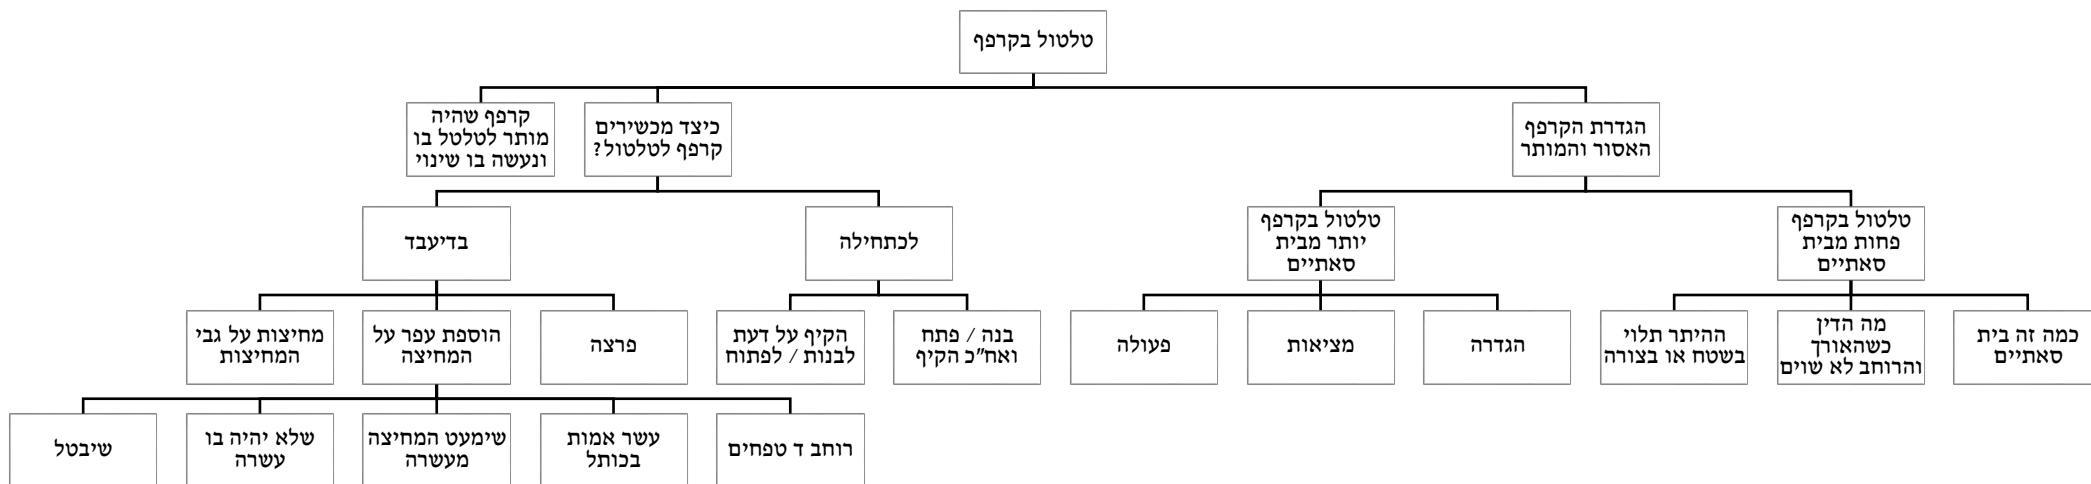 טלטול בקרפף
הגדרת הקרפף
האסור והמותר
כיצד מכשירים
קרפף לטלטול?
קרפף שהיה
מותר לטלטל בו
ונעשה בו שינוי
טלטול בקרפף
פחות מבית
סאתיים
טלטול בקרפף
יותר מבית
סאתיים
לכתחילה
בדיעבד
כמה זה בית
סאתיים
מה הדין
כשהאורך
והרוחב לא שוים
ההיתר תלוי
בשטח או בצורה
הגדרה
מציאות
פעולה
בנה / פתח
ואח"כ הקיף
הקיף על דעת
לבנות / לפתוח
פרצה
הוספת עפר על
המחיצה
מחיצות על גבי
המחיצות
רוחב ד טפחים
עשר אמות
בכותל
שימעט המחיצה
מעשרה
שלא יהיה בו
עשרה
שיבטל